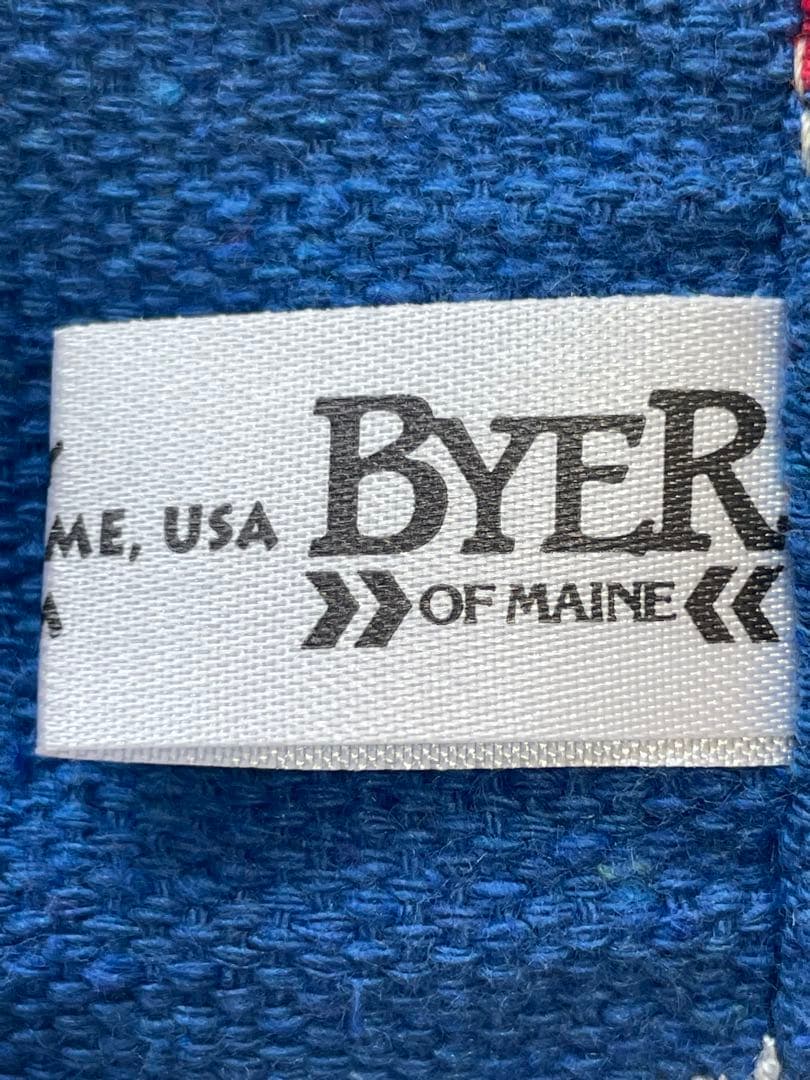 BYER
OF MAINE
ME, USA